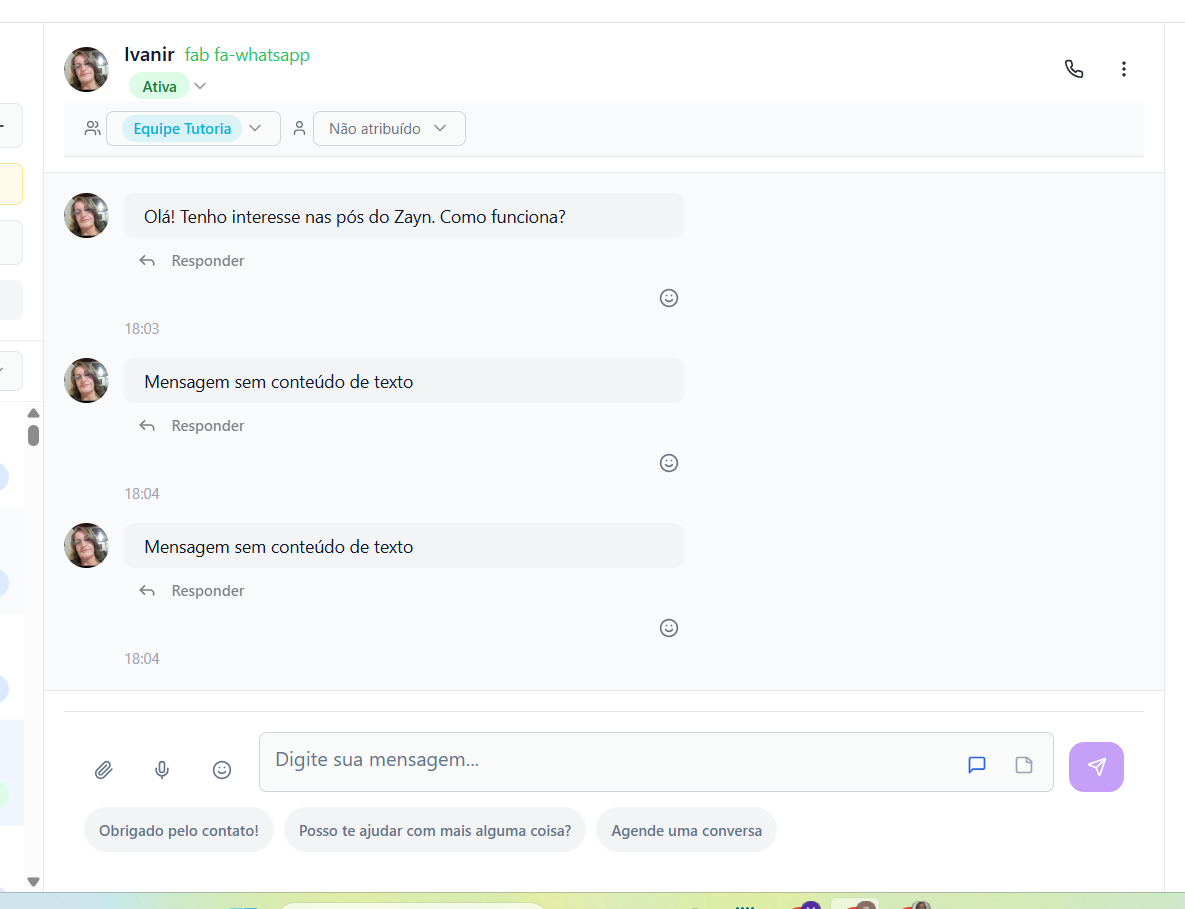 Ivanir fab fa-whatsapp
Ativa
Equipe Tutoria
Não atribuído
Olá! Tenho interesse nas pós do Zayn. Como funciona?
Responder
18:03
Mensagem sem conteúdo de texto
Responder
18:04
Mensagem sem conteúdo de texto
Responder
18:04
Digite sua mensagem...
Obrigado pelo contato!
Posso te ajudar com mais alguma coisa?
Agende uma conversa